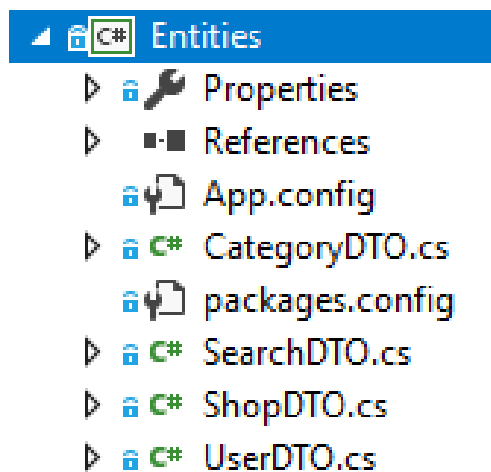 C# Entities
Properties
References
App.config
C# CategoryDTO.cs
packages.config
C# SearchDTO.cs
C# ShopDTO.cs
C# UserDTO.cs